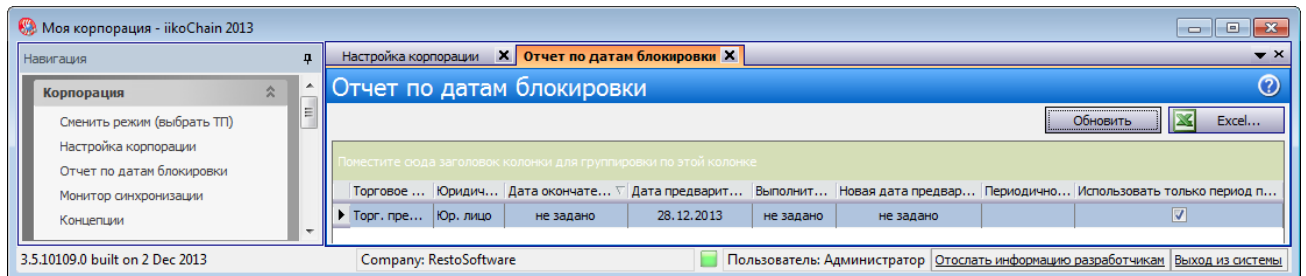 Моя корпорация - iikoChain 2013
Навигация
Настройка корпорации
Отчет по датам блокировки
Корпорация
Сменить режим (выбрать ТП)
Настройка корпорации
Отчет по датам блокировки
Монитор синхронизации
Концепции
Отчет по датам блокировки
Обновить
Excel...
Поместите сюда заголовок колонки для группировки по этой колонке
Торговое ... Юридич... Дата окончате... Дата предварит... Выполнит... Новая дата предвар... Периодично... Использовать только период п...
Торг. пре... Юр. лицо не задано 28.12.2013 не задано не задано
3.5.10109.0 built on 2 Dec 2013 Company: RestoSoftware Пользователь: Администратор Отослать информацию разработчикам Выход из системы